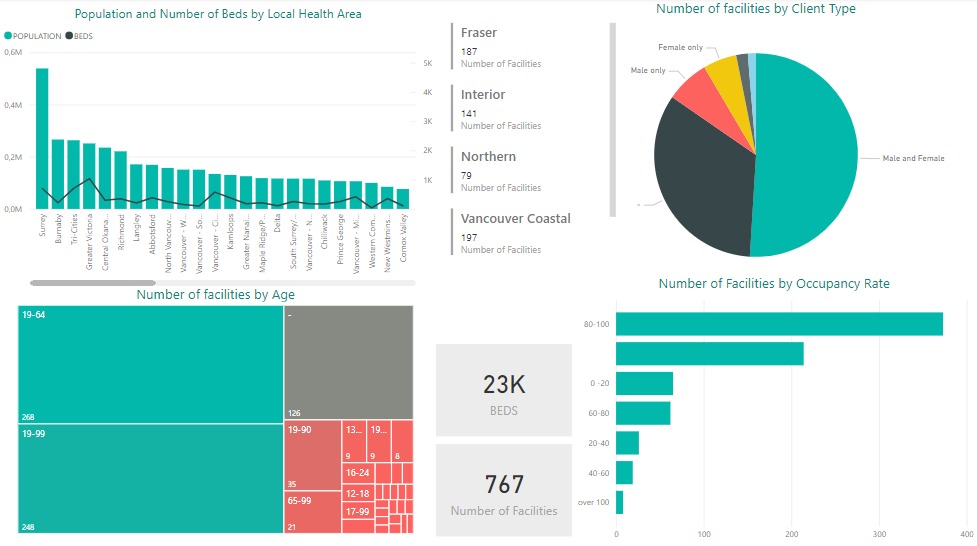 Population and Number of Beds by Local Health Area
POPULATION BEDS
0,6M
0,4M
0,2M
0,0M
5K
4K
3K
2K
1K
Surrey
Burnaby
Tri-Cities
Greater Victoria
Central Okana...
Richmond
Langley
Abbotsford
North Vancouv...
Vancouver - W...
Vancouver - So...
Vancouver - Ci...
Kamloops
Greater Nanai...
Maple Ridge/P...
Delta
South Surrey/...
Vancouver - N...
Chilliwack
Prince George
Vancouver - Mi...
Western Com...
New Westmins...
Comox Valley
Fraser
187
Number of Facilities
Interior
141
Number of Facilities
Northern
79
Number of Facilities
Vancouver Coastal
197
Number of Facilities
Number of facilities by Client Type
Female only
Male only
Male and Female
-
Number of facilities by Age
19-64
268
19-99
248
-
126
19-90
35
65-99
21
13...
9
19...
9
8
16-24
12-18
17-99
23K
BEDS
767
Number of Facilities
Number of Facilities by Occupancy Rate
80-100
0 -20
60-80
20-40
40-60
over 100
0
100
200
300
400